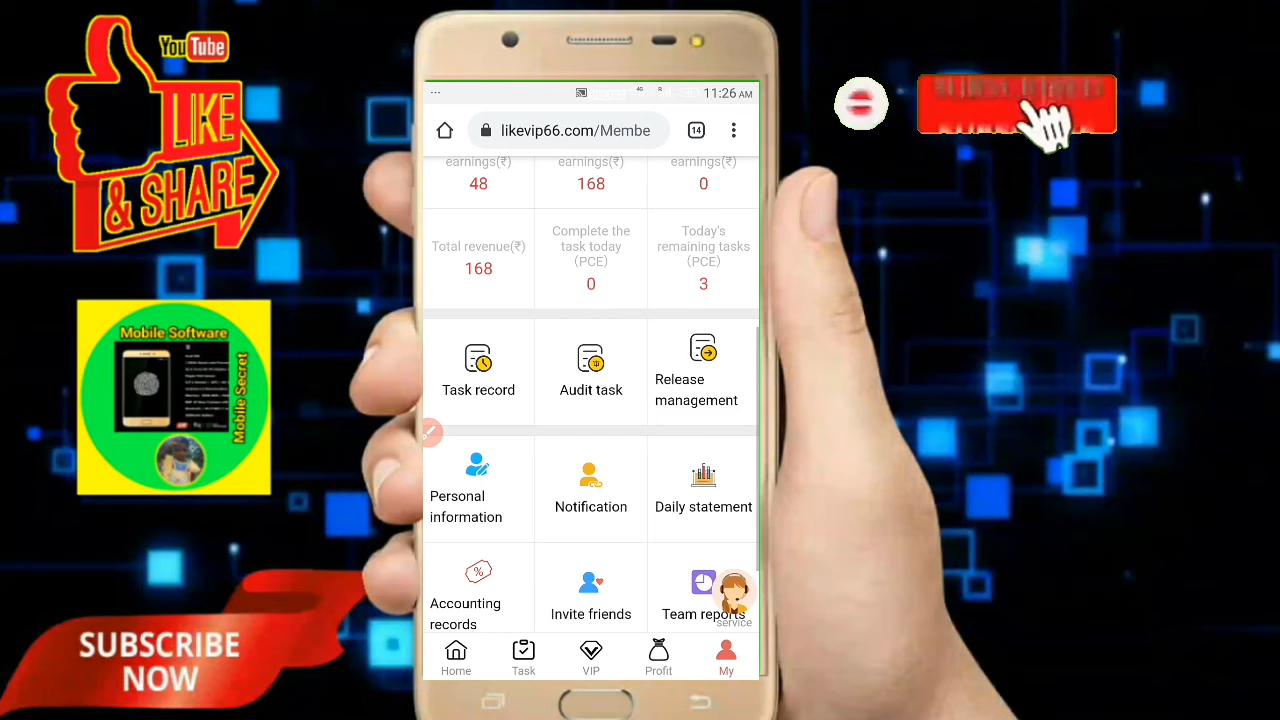 YouTube
LIKE
& SHARE
Mobile Software
Mobile Secret
SUBSCRIBE
NOW
...
4G
R
11:26 AM
likevip66.com/Membe
14
earnings(₹)
earnings(₹)
earnings(₹)
48
168
0
Total revenue(₹)
168
Complete the
task today
(PCE)
0
Today's
remaining tasks
(PCE)
3
Task record
Audit task
Release
management
Personal
information
Notification
Daily statement
Accounting
records
Invite friends
Team reports
service
Home
Task
VIP
Profit
My